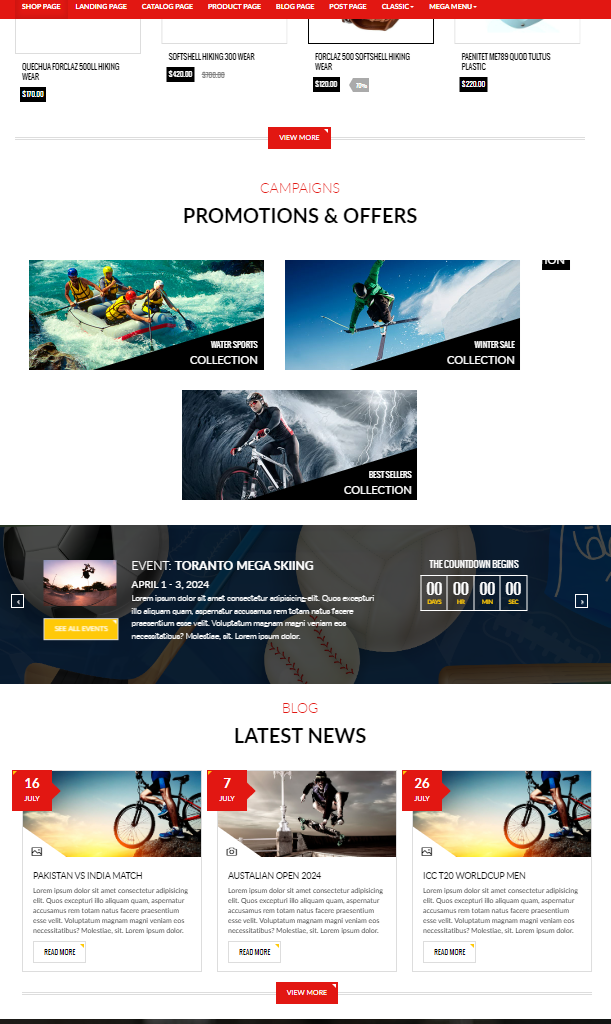 SHOP PAGE LANDING PAGE CATALOG PAGE PRODUCT PAGE BLOG PAGE POST PAGE CLASSIC MEGA MENU
QUECHUA FORCLAZ 500LL HIKING
WEAR
$170.00
SOFTSHELL HIKING 300 WEAR
$420.00 $700.00
FORCLAZ 500 SOFTSHELL HIKING
WEAR
$120.00 70%
PAENITET ME789 QUOD TULTUS
PLASTIC
$220.00
VIEW MORE
CAMPAIGNS
PROMOTIONS & OFFERS
WATER SPORTS
COLLECTION
WINTER SALE
COLLECTION
ION
BEST SELLERS
COLLECTION
SEE ALL EVENTS
EVENT: TORANTO MEGA SKIING
APRIL 1 - 3, 2024
Lorem ipsum dolor sit amet consectetur adipisicing elit. Quos excepturi
illo aliquam quam, aspernatur accusamus rem totam natus facere
praesentium esse velit. Voluptatum magnam magni veniam eos
necessitatibus? Molestiae, sit. Lorem ipsum dolor.
THE COUNTDOWN BEGINS
00 00 00 00
DAYS HR MIN SEC
BLOG
LATEST NEWS
16
JULY
PAKISTAN VS INDIA MATCH
Lorem ipsum dolor sit amet consectetur adipisicing
elit. Quos excepturi illo aliquam quam, aspernatur
accusamus rem totam natus facere praesentium
esse velit. Voluptatum magnam magni veniam eos
necessitatibus? Molestiae, sit. Lorem ipsum dolor.
READ MORE
7
JULY
AUSTALIAN OPEN 2024
Lorem ipsum dolor sit amet consectetur adipisicing
elit. Quos excepturi illo aliquam quam, aspernatur
accusamus rem totam natus facere praesentium
esse velit. Voluptatum magnam magni veniam eos
necessitatibus? Molestiae, sit. Lorem ipsum dolor.
READ MORE
26
JULY
ICC T20 WORLDCUP MEN
Lorem ipsum dolor sit amet consectetur adipisicing
elit. Quos excepturi illo aliquam quam, aspernatur
accusamus rem totam natus facere praesentium
esse velit. Voluptatum magnam magni veniam eos
necessitatibus? Molestiae, sit. Lorem ipsum dolor.
READ MORE
VIEW MORE